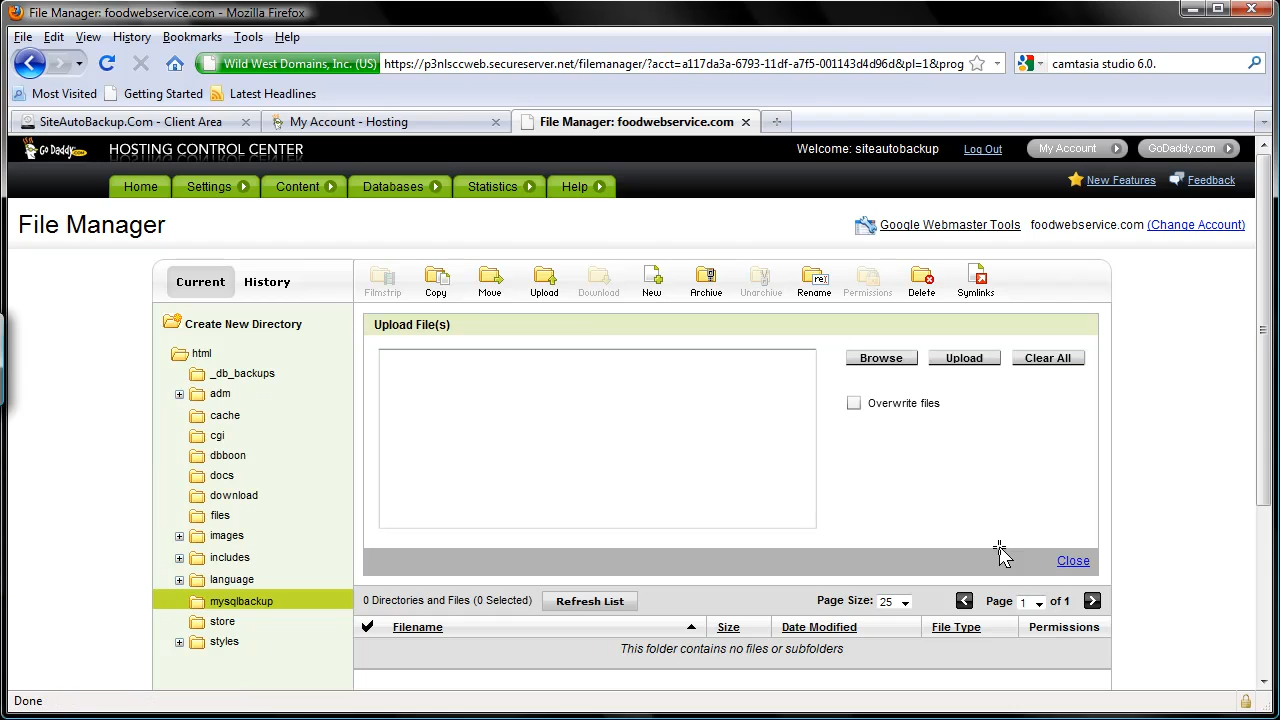 File Manager: foodwebservice.com - Mozilla Firefox
File Edit View History Bookmarks Tools Help
Wild West Domains, Inc. (US) https://p3nlsccweb.secureserver.net/filemanager/?acct=a117da3a-6793-11df-a7f5-001143d4d96d&pl=1&prog camtasia studio 6.0.
Most Visited Getting Started Latest Headlines
SiteAutoBackup.Com - Client Area My Account - Hosting File Manager: foodwebservice.com
Go Daddy.com HOSTING CONTROL CENTER Welcome: siteautobackup Log Out My Account GoDaddy.com
Home Settings Content Databases Statistics Help New Features Feedback
File Manager Google Webmaster Tools foodwebservice.com (Change Account)
Current History Filmstrip Copy Move Upload Download New Archive Unarchive Rename Permissions Delete Symlinks
Create New Directory
Upload File(s)
html
Browse Upload Clear All
_db_backups
adm
Overwrite files
cache
cgi
dbboon
docs
download
files
images
includes
Close
language
mysqlbackup
0 Directories and Files (0 Selected) Refresh List Page Size: 25 Page 1 of 1
store
Filename Size Date Modified File Type Permissions
styles
This folder contains no files or subfolders
Done